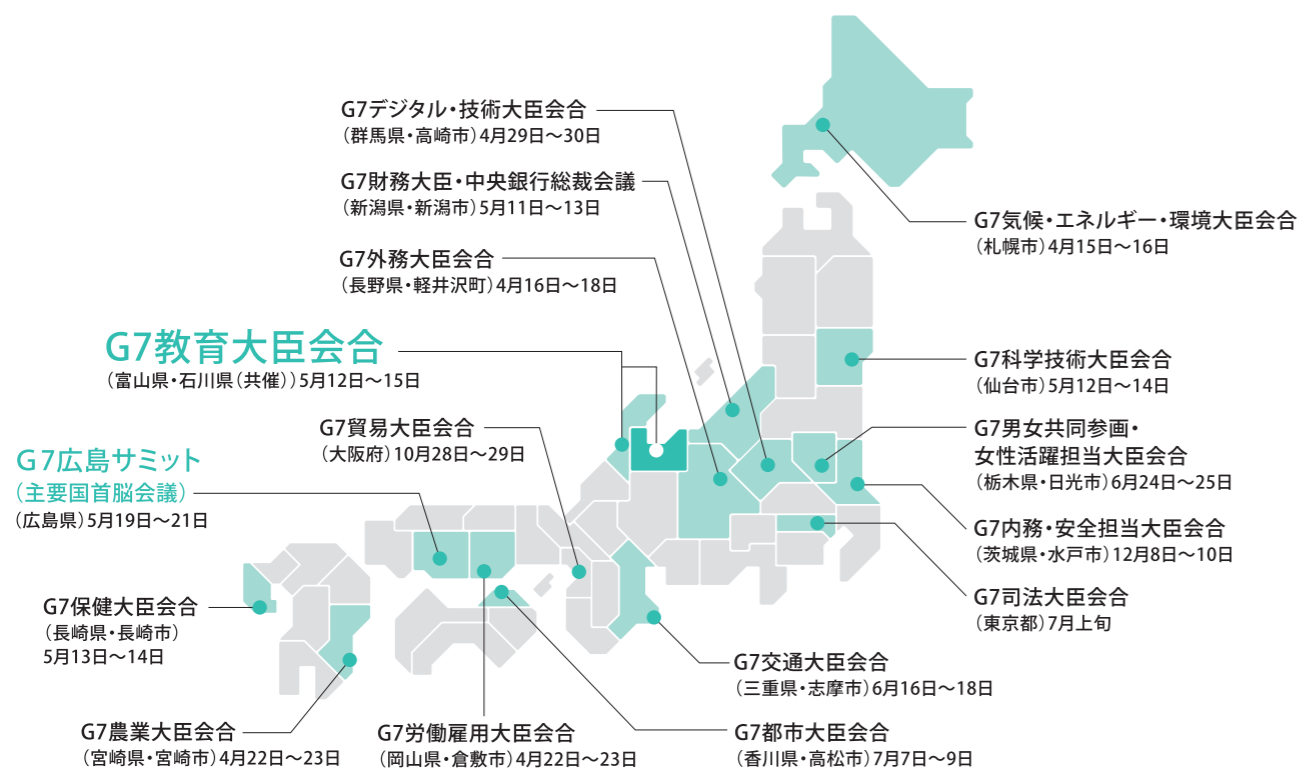 G7デジタル・技術大臣会合
（群馬県・高崎市）4月29日～30日
G7財務大臣・中央銀行総裁会議
（新潟県・新潟市）5月11日～13日
G7外務大臣会合
（長野県・軽井沢町）4月16日～18日
G7教育大臣会合
（富山県・石川県（共催））5月12日～15日
G7貿易大臣会合
（大阪府）10月28日～29日
G7広島サミット
（主要国首脳会議）
（広島県）5月19日～21日
G7保健大臣会合
（長崎県・長崎市）
5月13日～14日
G7農業大臣会合
（宮崎県・宮崎市）4月22日～23日
G7労働雇用大臣会合
（岡山県・倉敷市）4月22日～23日
G7気候・エネルギー・環境大臣会合
（札幌市）4月15日～16日
G7科学技術大臣会合
（仙台市）5月12日～14日
G7男女共同参画・
女性活躍担当大臣会合
（栃木県・日光市）6月24日～25日
G7内務・安全担当大臣会合
（茨城県・水戸市）12月8日～10日
G7司法大臣会合
（東京都）7月上旬
G7交通大臣会合
（三重県・志摩市）6月16日～18日
G7都市大臣会合
（香川県・高松市）7月7日～9日